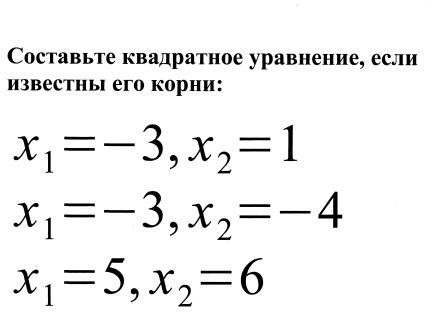 Составьте квадратное уравнение, если
известны его корни:
x₁=−3, x₂=1
x₁=−3, x₂=−4
x₁=5, x₂=6